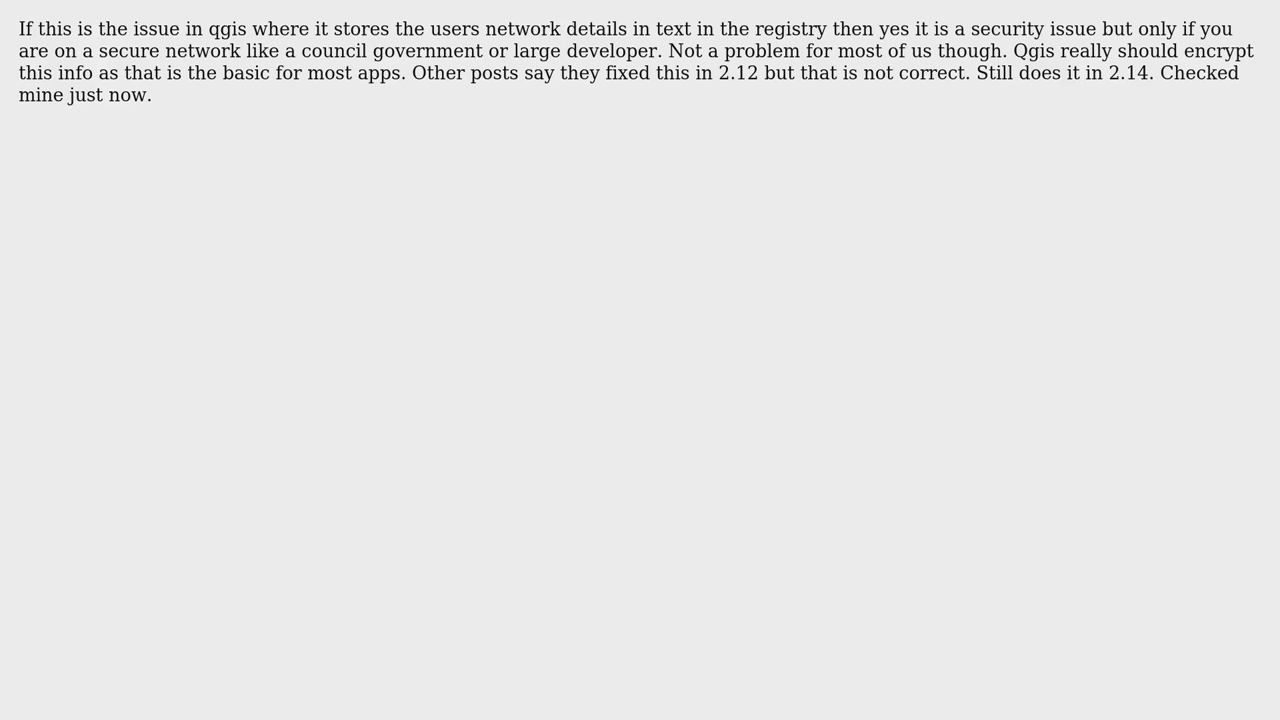 If this is the issue in qgis where it stores the users network details in text in the registry then yes it is a security issue but only if you
are on a secure network like a council government or large developer. Not a problem for most of us though. Qgis really should encrypt
this info as that is the basic for most apps. Other posts say they fixed this in 2.12 but that is not correct. Still does it in 2.14. Checked
mine just now.